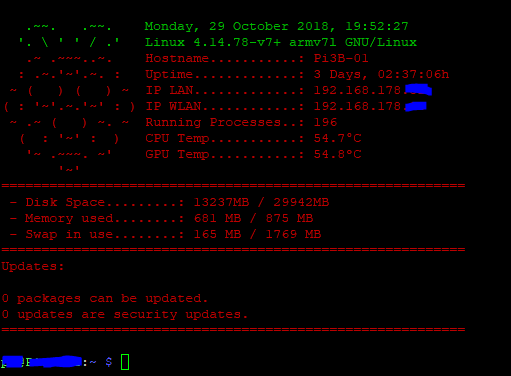 Monday, 29 October 2018, 19:52:27
Linux 4.14.78-v7+ armv7l GNU/Linux
Hostname...........: Pi3B-01
Uptime.............: 3 Days, 02:37:06h
IP LAN.............: 192.168.178.
IP WLAN............: 192.168.178.
Running Processes..: 196
CPU Temp...........: 54.7°C
GPU Temp...........: 54.8°C
- Disk Space.........: 13237MB / 29942MB
- Memory used........: 681 MB / 875 MB
- Swap in use........: 165 MB / 1769 MB
Updates:
0 packages can be updated.
0 updates are security updates.
:~ $